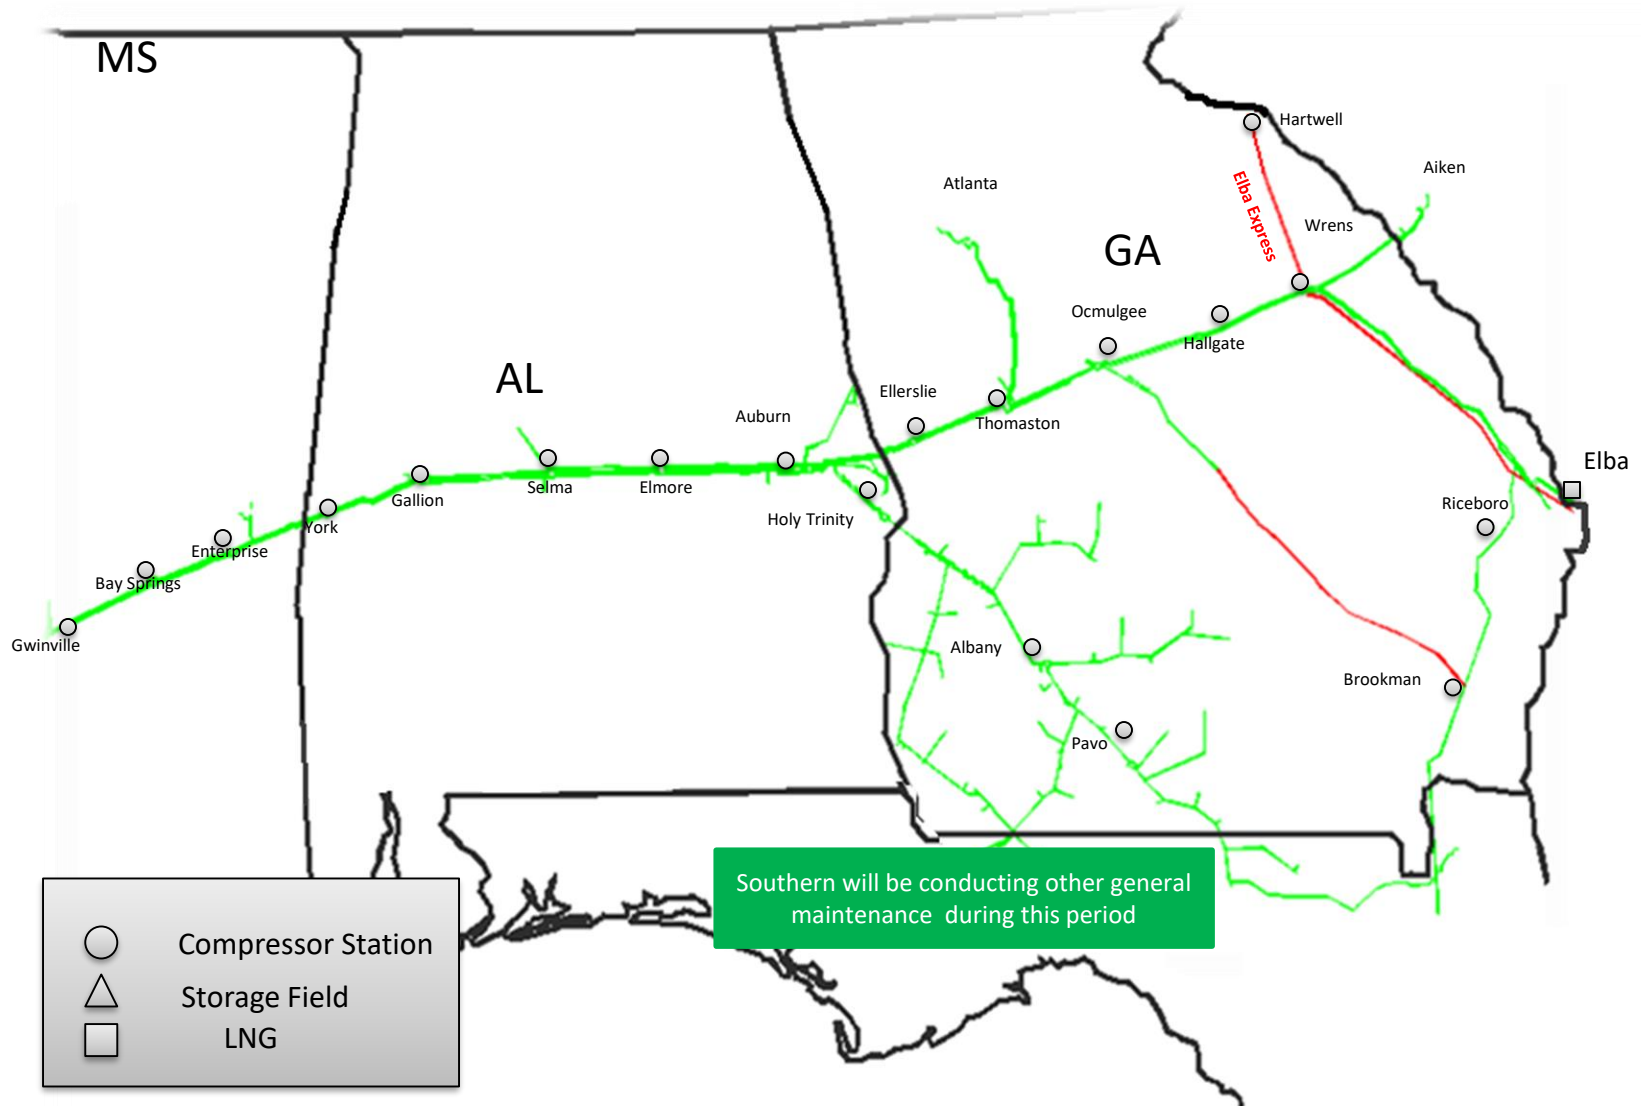 MS
Hartwell
Aiken
Atlanta
Elba Express
Wrens
GA
Ocmulgee
Hallgate
AL
Ellerslie
Auburn
Thomaston
Elba
Gallion
Selma
Elmore
Riceboro
Holy Trinity
York
Enterprise
Bay Springs
Gwinville
Albany
Brookman
Pavo
Southern will be conducting other general
maintenance during this period
Compressor Station
Storage Field
LNG